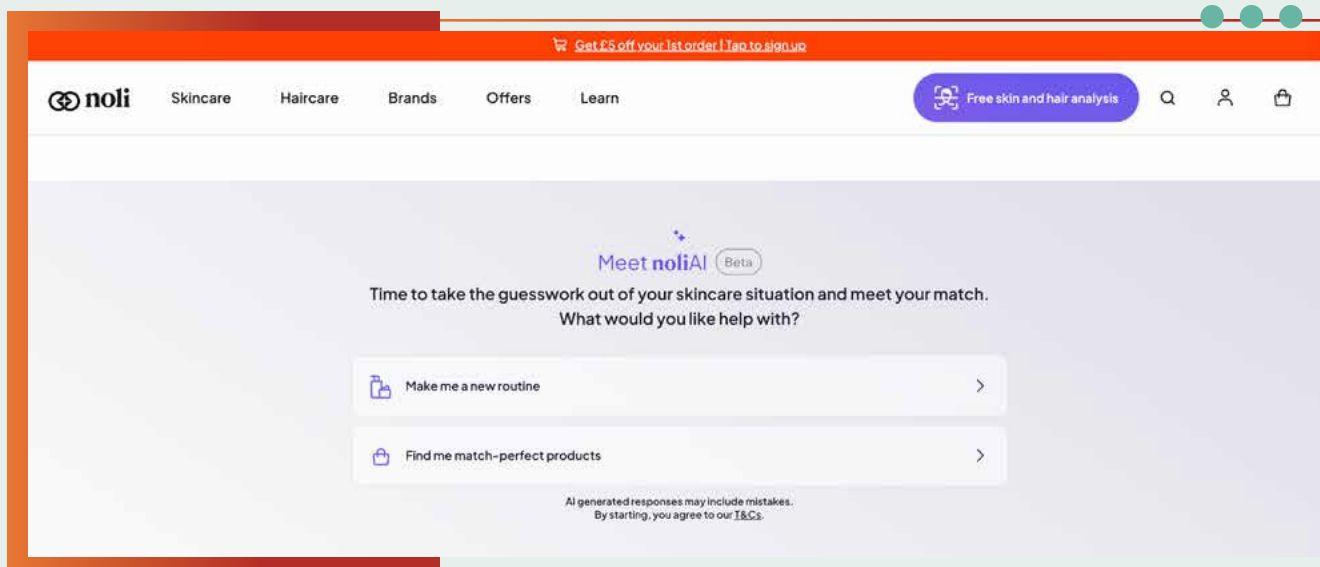 Get £5 off your 1st order | Tap to sign up
noli Skincare Haircare Brands Offers Learn Free skin and hair analysis
Meet noliAI Beta
Time to take the guesswork out of your skincare situation and meet your match.
What would you like help with?
Make me a new routine
Find me match-perfect products
AI generated responses may include mistakes.
By starting, you agree to our T&Cs.